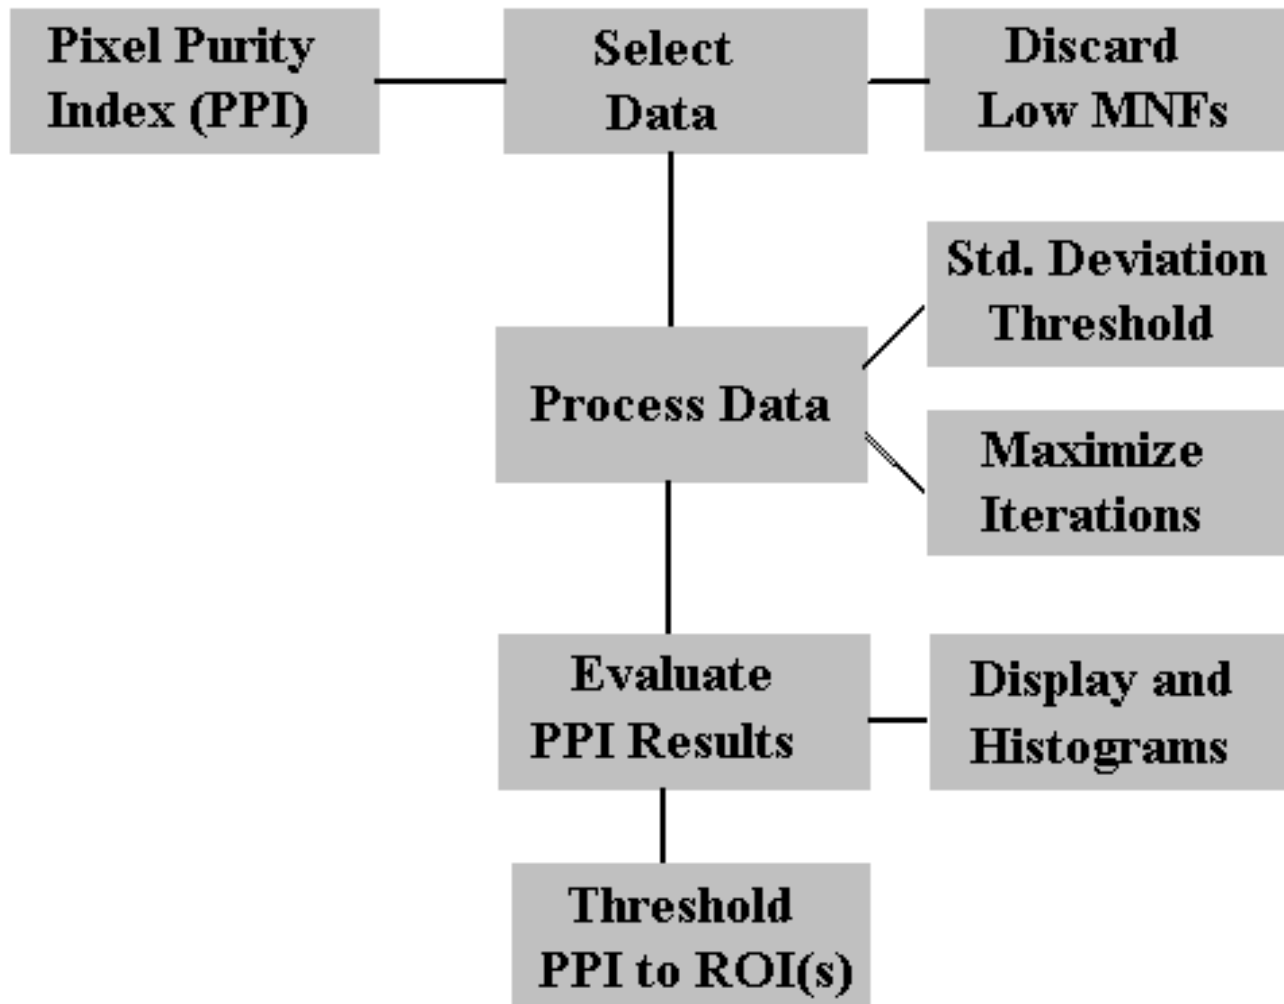 Pixel Purity
Index (PPI)
Select
Data
Discard
Low MNFs
Std. Deviation
Threshold
Process Data
Maximize
Iterations
Evaluate
PPI Results
Display and
Histograms
Threshold
PPI to ROI(s)